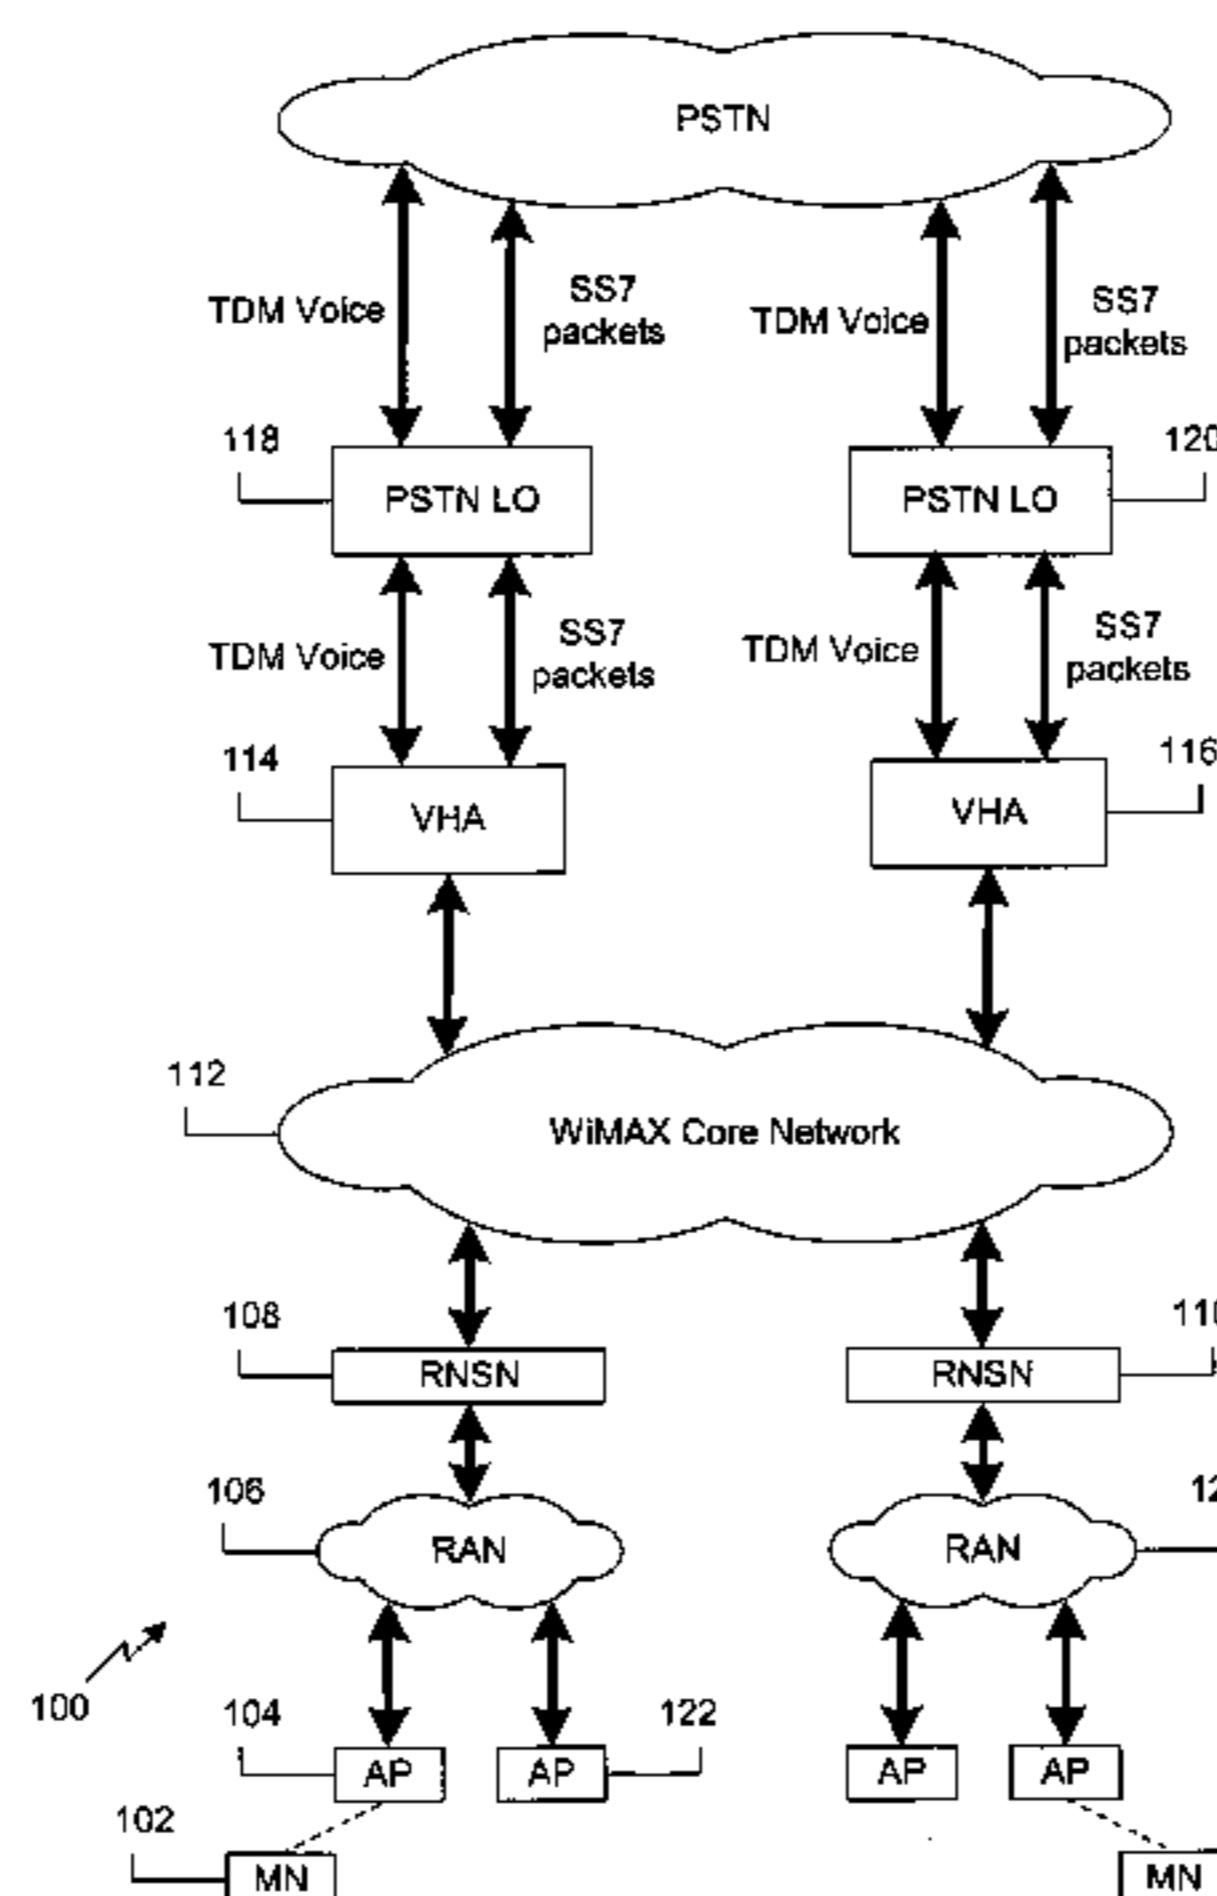 PSTN
TDM Voice
SS7
packets
TDM Voice
SS7
packets
118
PSTN LO
PSTN LO
120
TDM Voice
SS7
packets
TDM Voice
SS7
packets
114
VHA
VHA
116
112
WiMAX Core Network
108
RNSN
RNSN
110
106
RAN
RAN
100
104
AP
AP
122
AP
AP
102
MN
MN